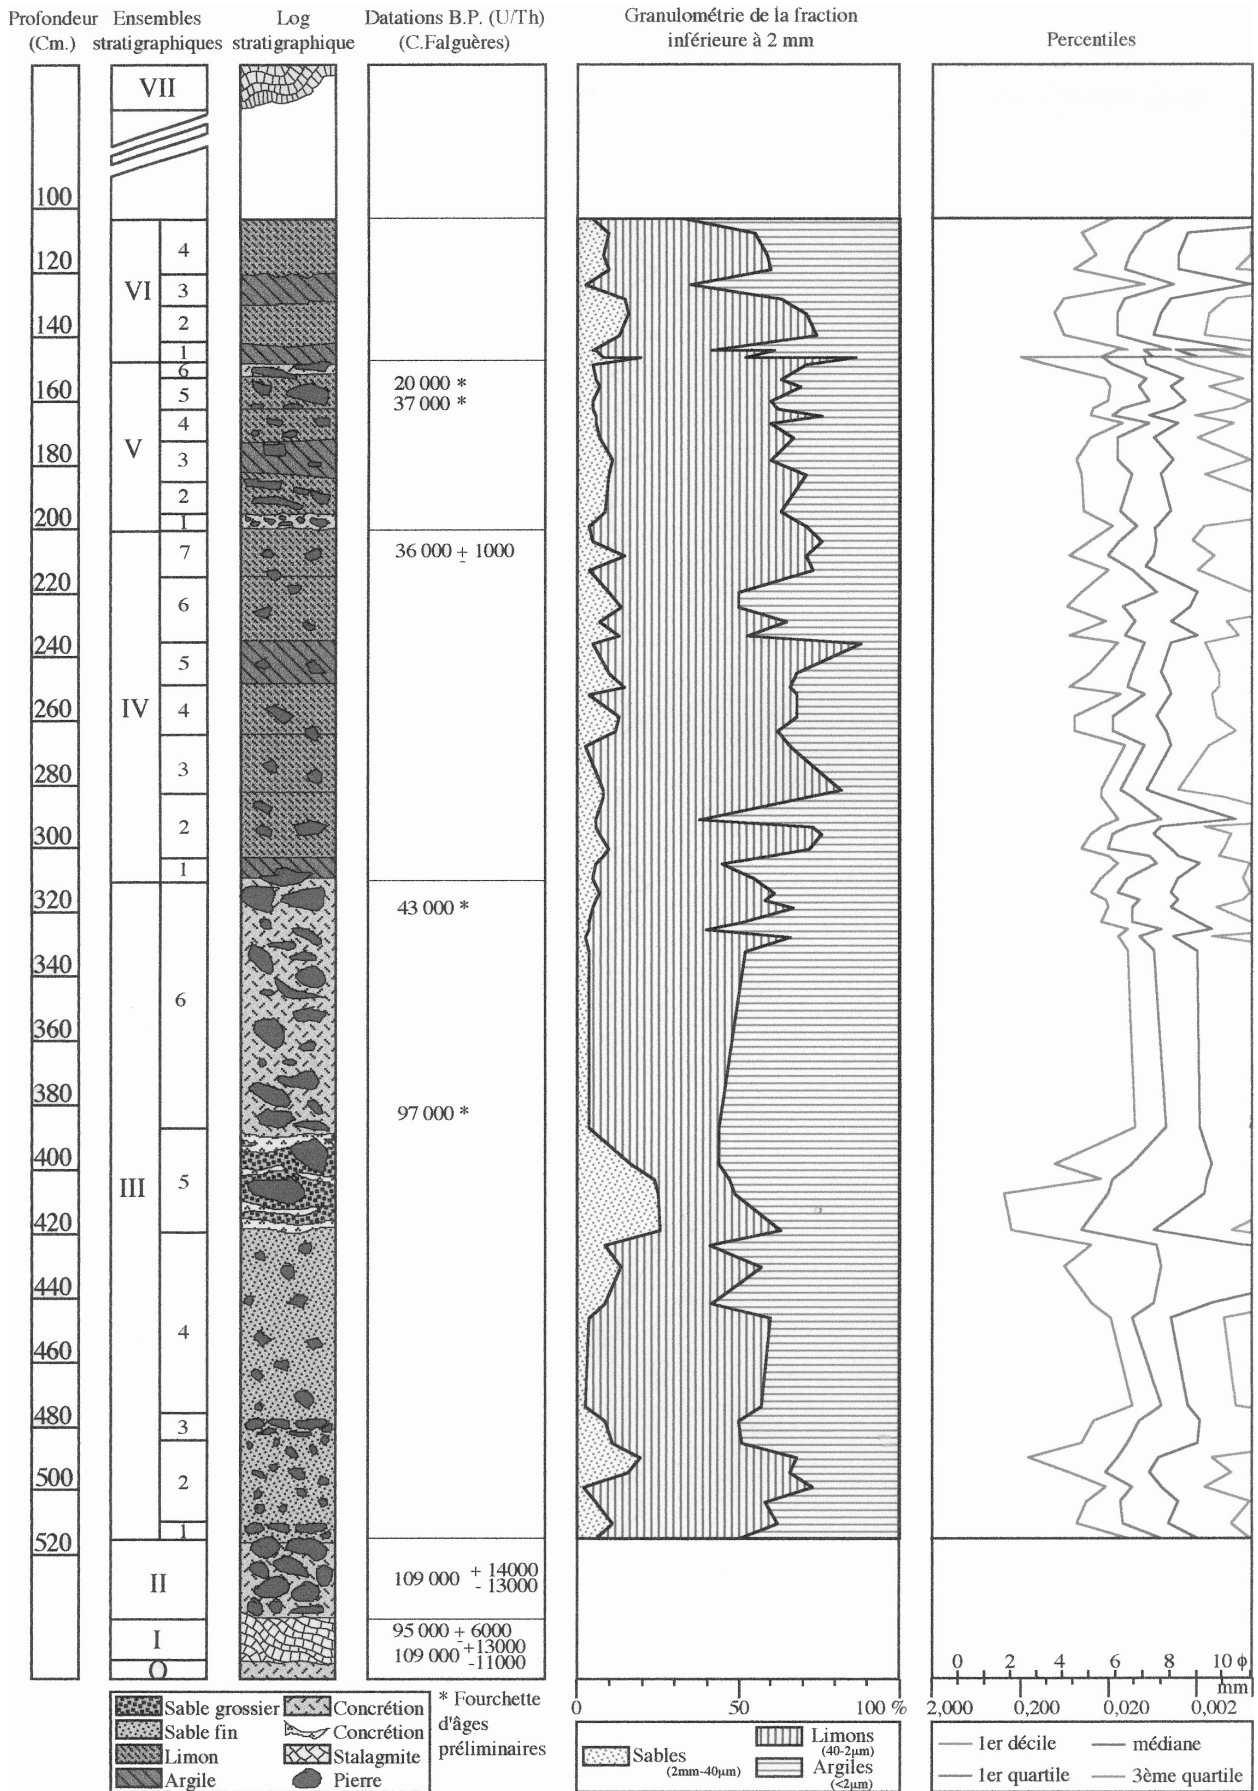 Profondeur
(Cm.)
Ensembles
stratigraphiques
Log
stratigraphique
Datations B.P. (U/Th)
(C.Falguères)
Granulométrie de la fraction
inférieure à 2 mm
Percentiles
100
120
140
160
180
200
220
240
260
280
300
320
340
360
380
400
420
440
460
480
500
520
VII
VI
4
3
2
1
V
6
5
4
3
2
1
IV
7
6
5
4
3
2
1
III
6
5
4
3
2
1
II
I
O
20 000 *
37 000 *
36 000 ± 1000
43 000 *
97 000 *
109 000 + 14000
- 13000
95 000 ± 6000
109 000 +13000
-11000
0 50 100 %
0 2 4 6 8 10 ϕ
mm
2,000 0,200 0,020 0,002
Sable grossier
Sable fin
Limon
Argile
Concrétion
Concrétion
Stalagmite
Pierre
* Fourchette
d'âges
préliminaires
Sables
(2mm-40µm)
Limons
(40-2µm)
Argiles
(<2µm)
1er décile
médiane
1er quartile
3ème quartile